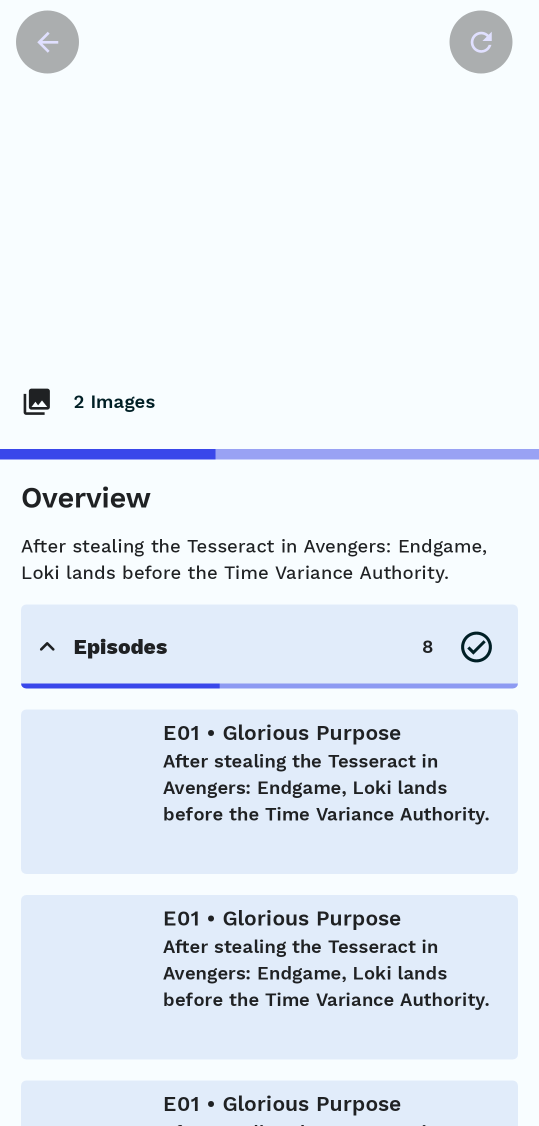 2 Images
Overview
After stealing the Tesseract in Avengers: Endgame,
Loki lands before the Time Variance Authority.
Episodes 8
E01 • Glorious Purpose
After stealing the Tesseract in
Avengers: Endgame, Loki lands
before the Time Variance Authority.
E01 • Glorious Purpose
After stealing the Tesseract in
Avengers: Endgame, Loki lands
before the Time Variance Authority.
E01 • Glorious Purpose